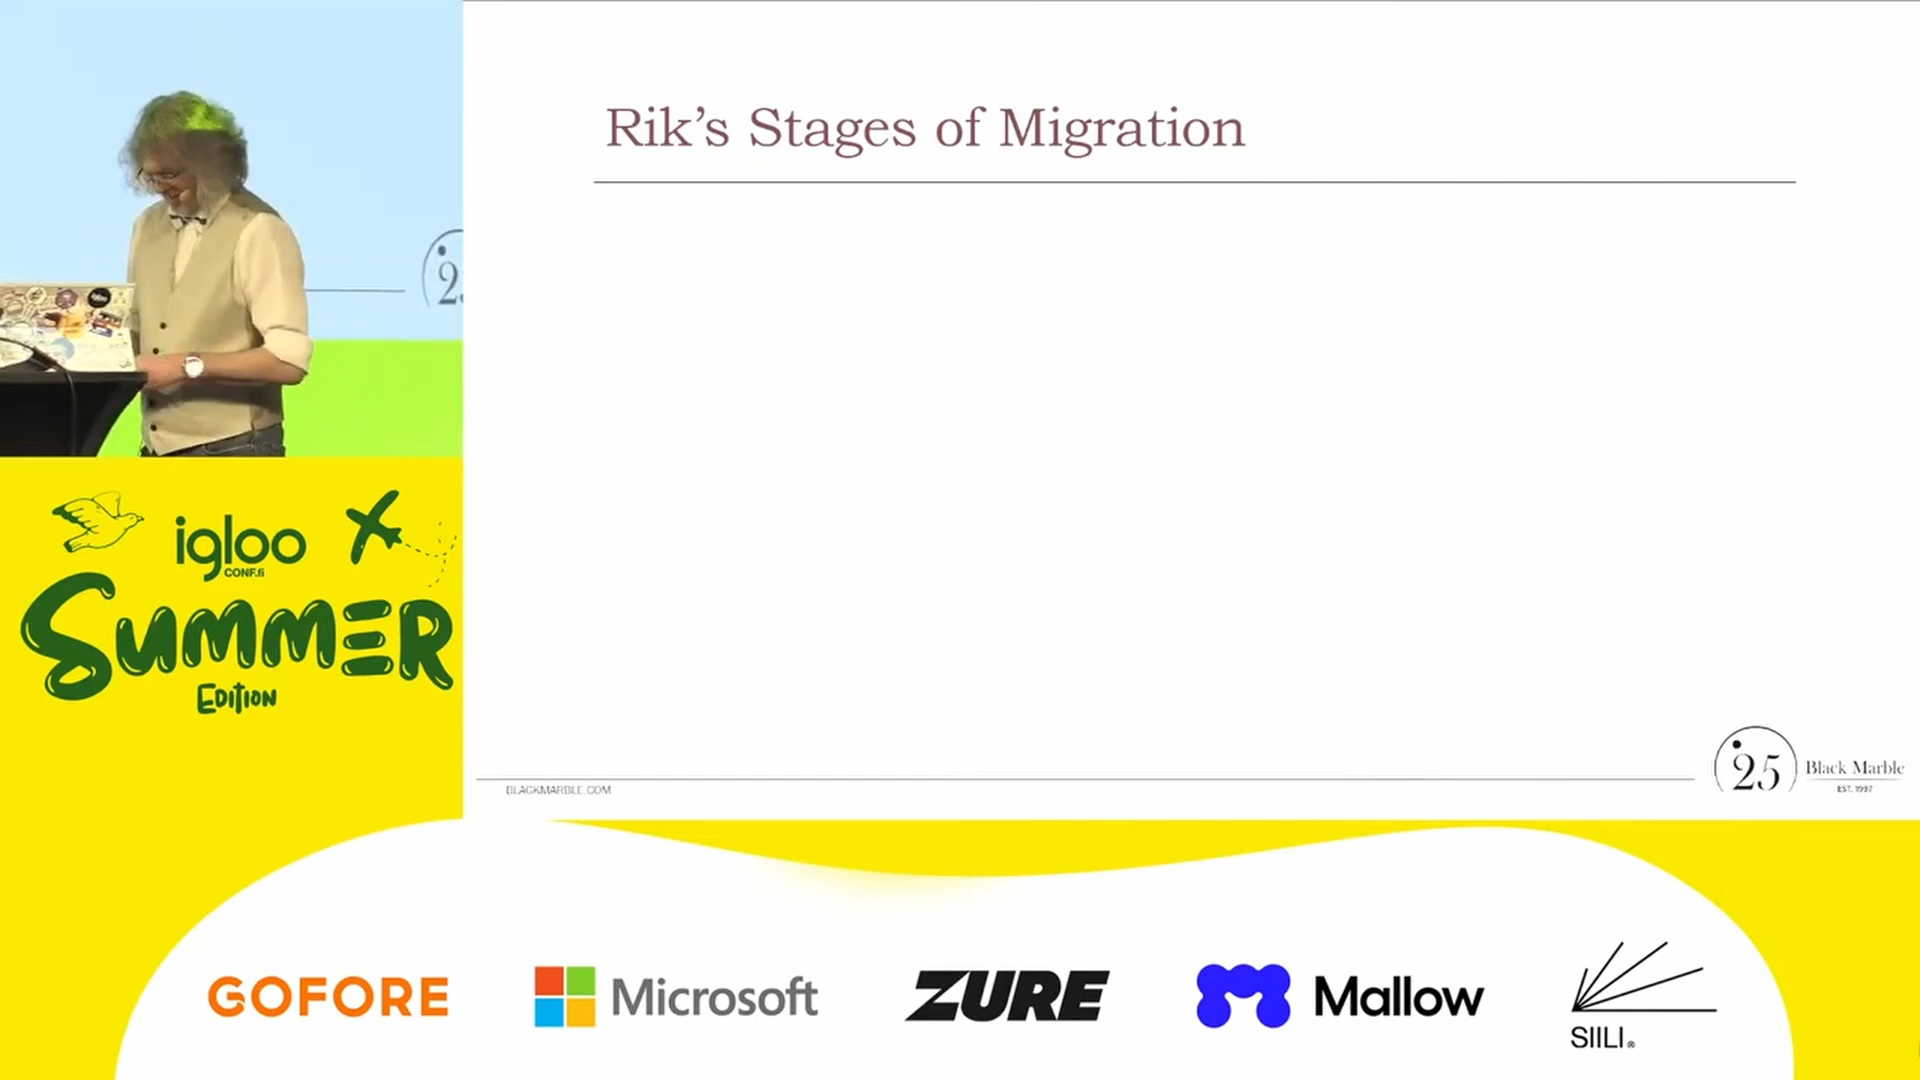 Rik's Stages of Migration
2
igloo
CONF.fi
SUMMER
EDITION
BLACKMARBLE.COM
25
Black Marble
EST. 1997
GOFORE
Microsoft
ZURE
Mallow
SIILI®